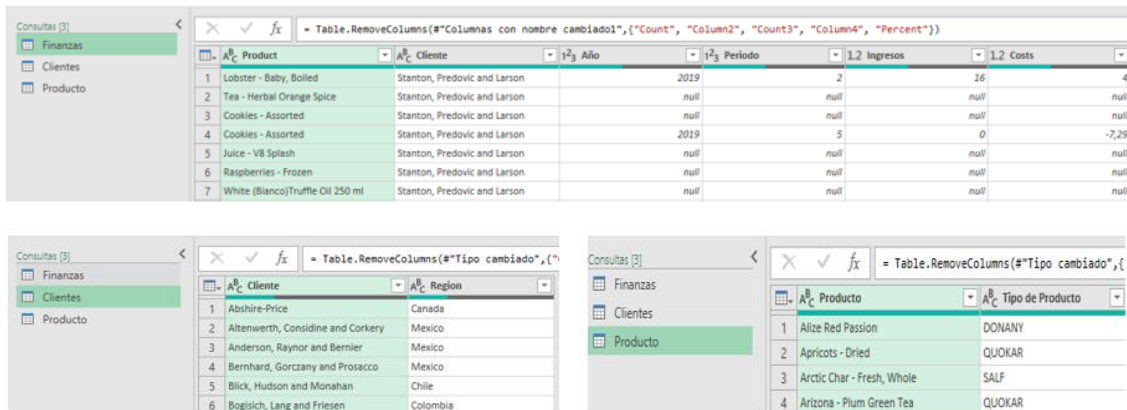 Consultas [3]
Finanzas
Clientes
Producto
= Table.RemoveColumns(#"Columnas con nombre cambiado1",{"Count", "Column2", "Count3", "Column4", "Percent"})
Product Cliente Año Periodo Ingresos Costs
1 Lobster - Baby, Boiled Stanton, Predovic and Larson 2019 2 16 4
2 Tea - Herbal Orange Spice Stanton, Predovic and Larson null null null null
3 Cookies - Assorted Stanton, Predovic and Larson null null null null
4 Cookies - Assorted Stanton, Predovic and Larson 2019 5 0 -7,29
5 Juice - V8 Splash Stanton, Predovic and Larson null null null null
6 Raspberries - Frozen Stanton, Predovic and Larson null null null null
7 White (Bianco)Truffle Oil 250 ml Stanton, Predovic and Larson null null null null
Consultas [3]
Finanzas
Clientes
Producto
= Table.RemoveColumns(#"Tipo cambiado",{"
Cliente Region
1 Abshire-Price Canada
2 Altenwerth, Considine and Corkery Mexico
3 Anderson, Raynor and Bernier Mexico
4 Bernhard, Gorczany and Prosacco Mexico
5 Blick, Hudson and Monahan Chile
6 Bogisich, Lang and Friesen Colombia
Consultas [3]
Finanzas
Clientes
Producto
= Table.RemoveColumns(#"Tipo cambiado",{
Producto Tipo de Producto
1 Alize Red Passion DONANY
2 Apricots - Dried QUOKAR
3 Arctic Char - Fresh, Whole SALF
4 Arizona - Plum Green Tea QUOKAR